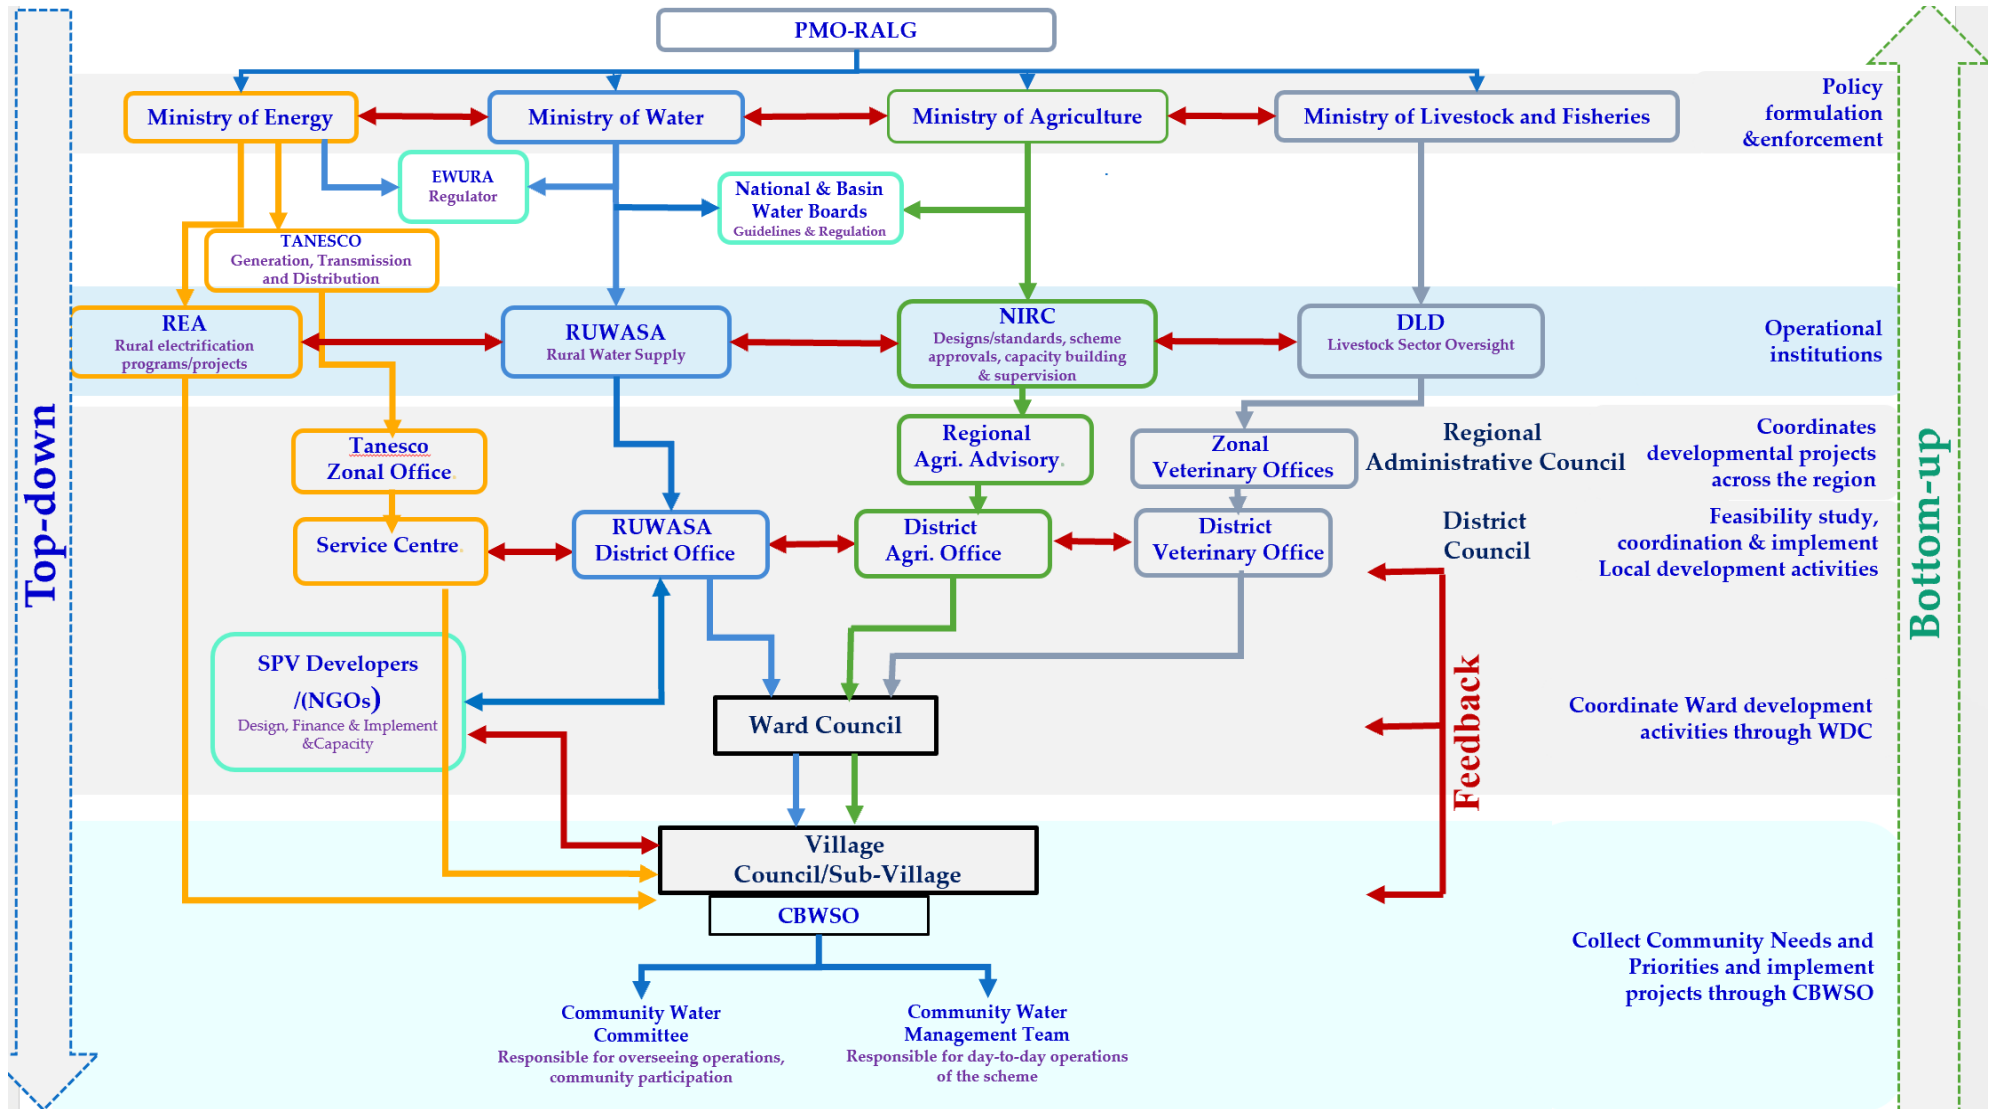 PMO-RALG
Ministry of Energy
Ministry of Water
Ministry of Agriculture
Ministry of Livestock and Fisheries
Policy
formulation
&enforcement
EWURA
Regulator
National & Basin
Water Boards
Guidelines & Regulation
TANESCO
Generation, Transmission
and Distribution
REA
Rural electrification
programs/projects
RUWASA
Rural Water Supply
NIRC
Designs/standards, scheme
approvals, capacity building
& supervision
DLD
Livestock Sector Oversight
Operational
institutions
Top-down
Bottom-up
Tanesco
Zonal Office.
Regional
Agri. Advisory.
Zonal
Veterinary Offices
Regional
Administrative Council
Coordinates
developmental projects
across the region
Service Centre.
RUWASA
District Office
District
Agri. Office
District
Veterinary Office
District
Council
Feasibility study,
coordination & implement
Local development activities
SPV Developers
/(NGOs)
Design, Finance & Implement
&Capacity
Ward Council
Feedback
Coordinate Ward development
activities through WDC
Village
Council/Sub-Village
CBWSO
Collect Community Needs and
Priorities and implement
projects through CBWSO
Community Water
Committee
Responsible for overseeing operations,
community participation
Community Water
Management Team
Responsible for day-to-day operations
of the scheme